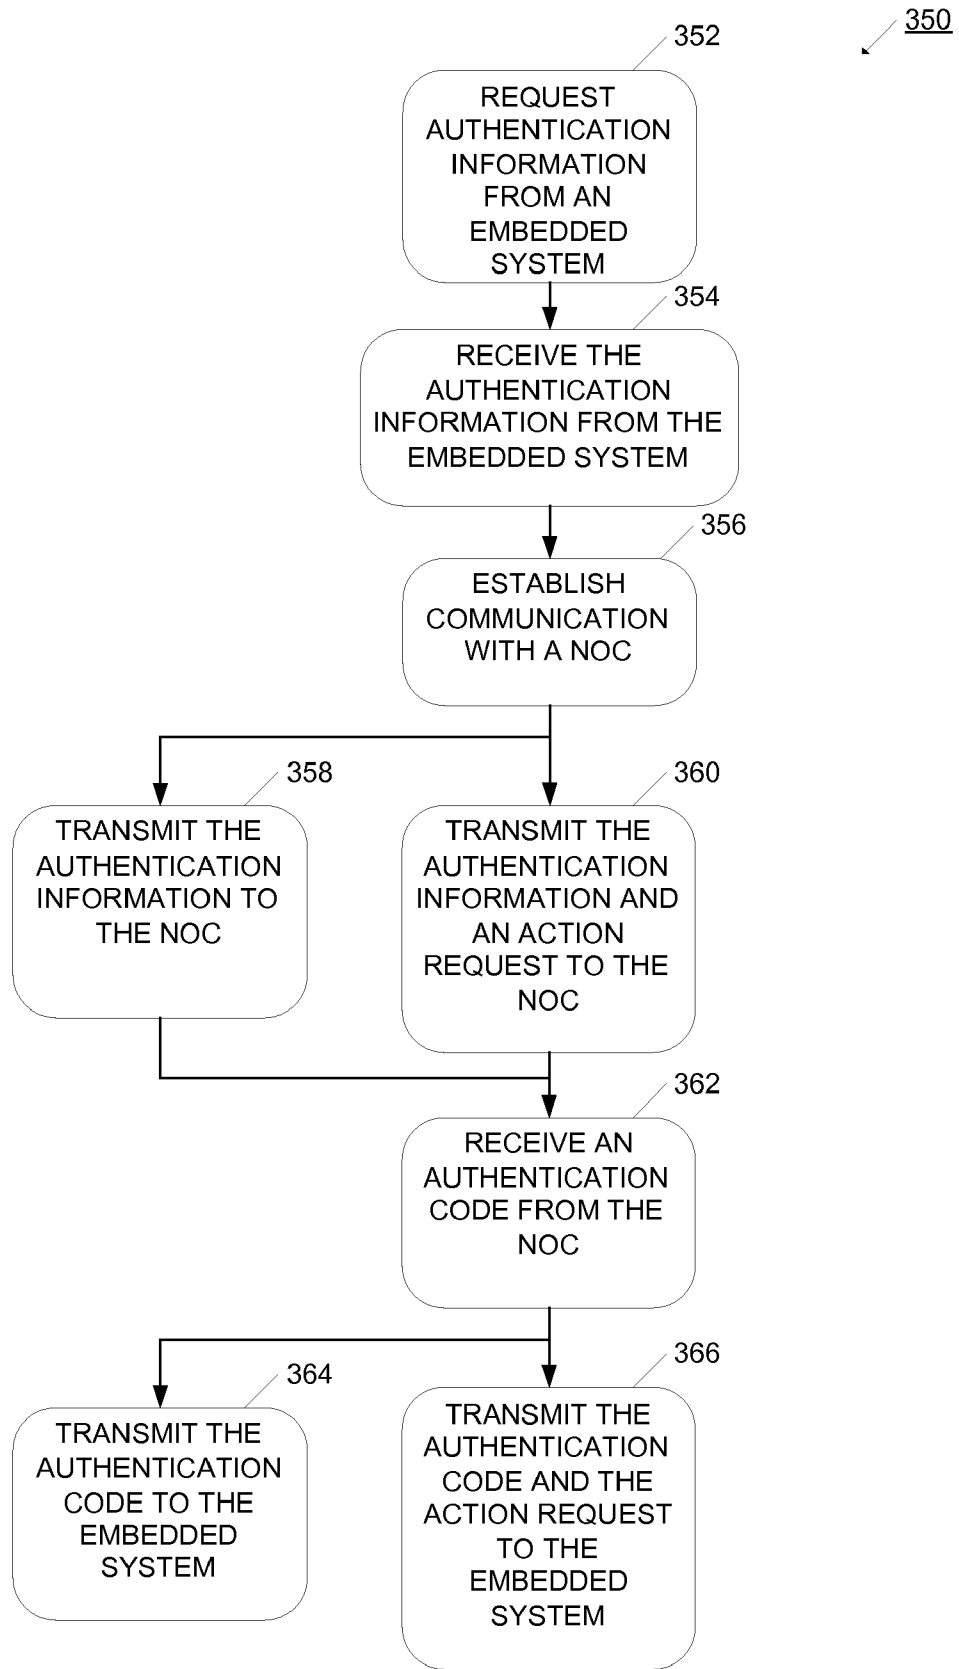 350
352
REQUEST
AUTHENTICATION
INFORMATION
FROM AN
EMBEDDED
SYSTEM
354
RECEIVE THE
AUTHENTICATION
INFORMATION FROM THE
EMBEDDED SYSTEM
356
ESTABLISH
COMMUNICATION
WITH A NOC
358
TRANSMIT THE
AUTHENTICATION
INFORMATION TO
THE NOC
360
TRANSMIT THE
AUTHENTICATION
INFORMATION AND
AN ACTION
REQUEST TO THE
NOC
362
RECEIVE AN
AUTHENTICATION
CODE FROM THE
NOC
364
TRANSMIT THE
AUTHENTICATION
CODE TO THE
EMBEDDED
SYSTEM
366
TRANSMIT THE
AUTHENTICATION
CODE AND THE
ACTION REQUEST
TO THE
EMBEDDED
SYSTEM